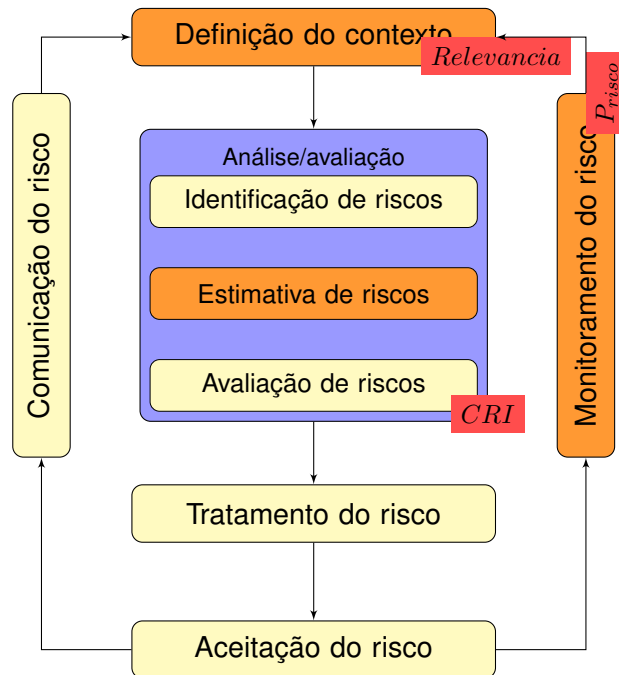 Definição do contexto
Relevancia
P_risco
Comunicação do risco
Análise/avaliação
Identificação de riscos
Estimativa de riscos
Avaliação de riscos
CRI
Monitoramento do risco
Tratamento do risco
Aceitação do risco